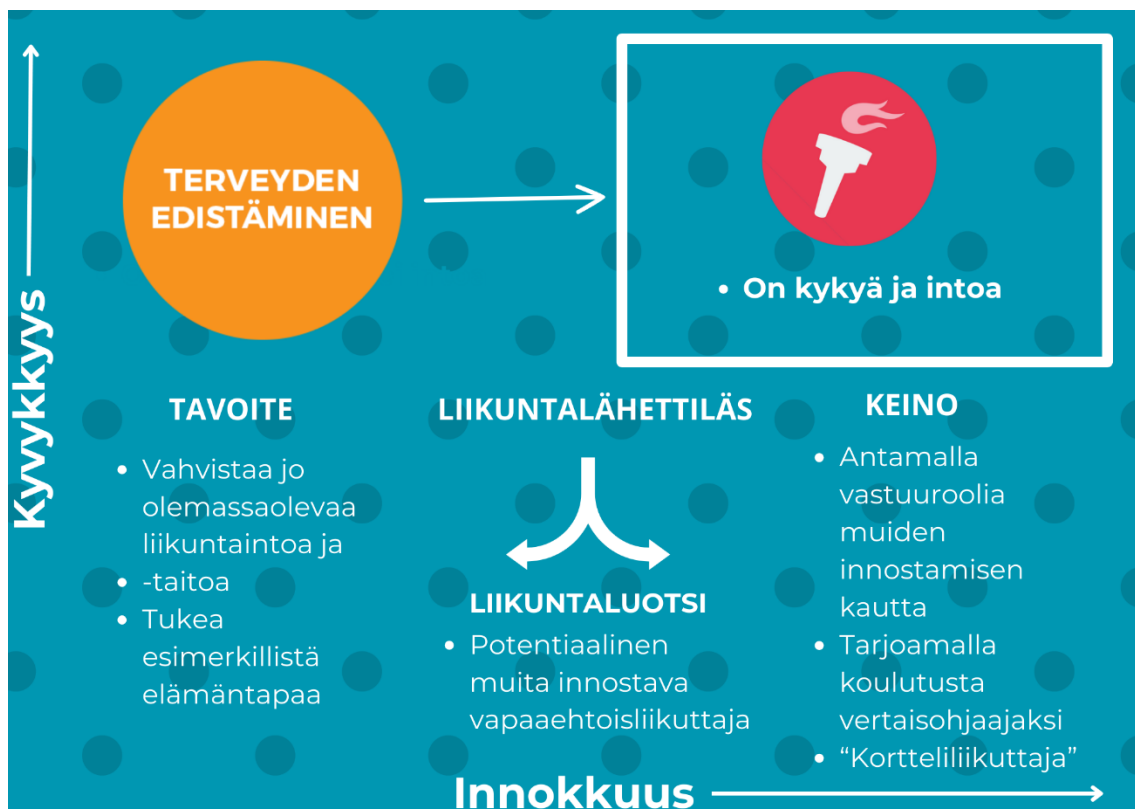 TERVEYDEN
EDISTÄMINEN
• On kykyä ja intoa
Kyvykkyys
TAVOITE
• Vahvistaa jo
olemassaolevaa
liikuntaintoa ja
• -taitoa
• Tukea
esimerkillistä
elämäntapaa
LIIKUNTALÄHETTILÄS
LIIKUNTALUOTSI
• Potentiaalinen
muita innostava
vapaaehtoisliikuttaja
KEINO
• Antamalla
vastuuroolia
muiden
innostamisen
kautta
• Tarjoamalla
koulutusta
vertaisohjaajaksi
• “Kortteliliikuttaja”
Innokkuus